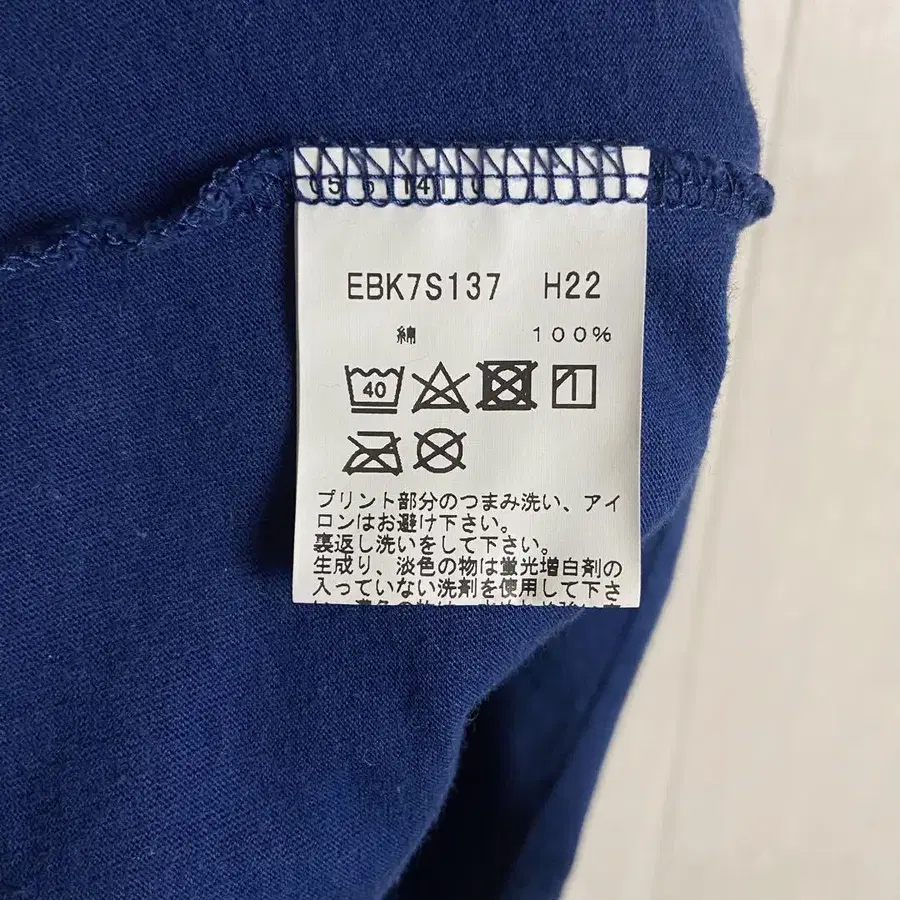 EBK7S137 H22
綿 100%
40
プリント部分のつまみ洗い、アイ
ロンはお避け下さい。
裏返し洗いをして下さい。
生成り、淡色の物は蛍光増白剤の
入っていない洗剤を使用して下さ